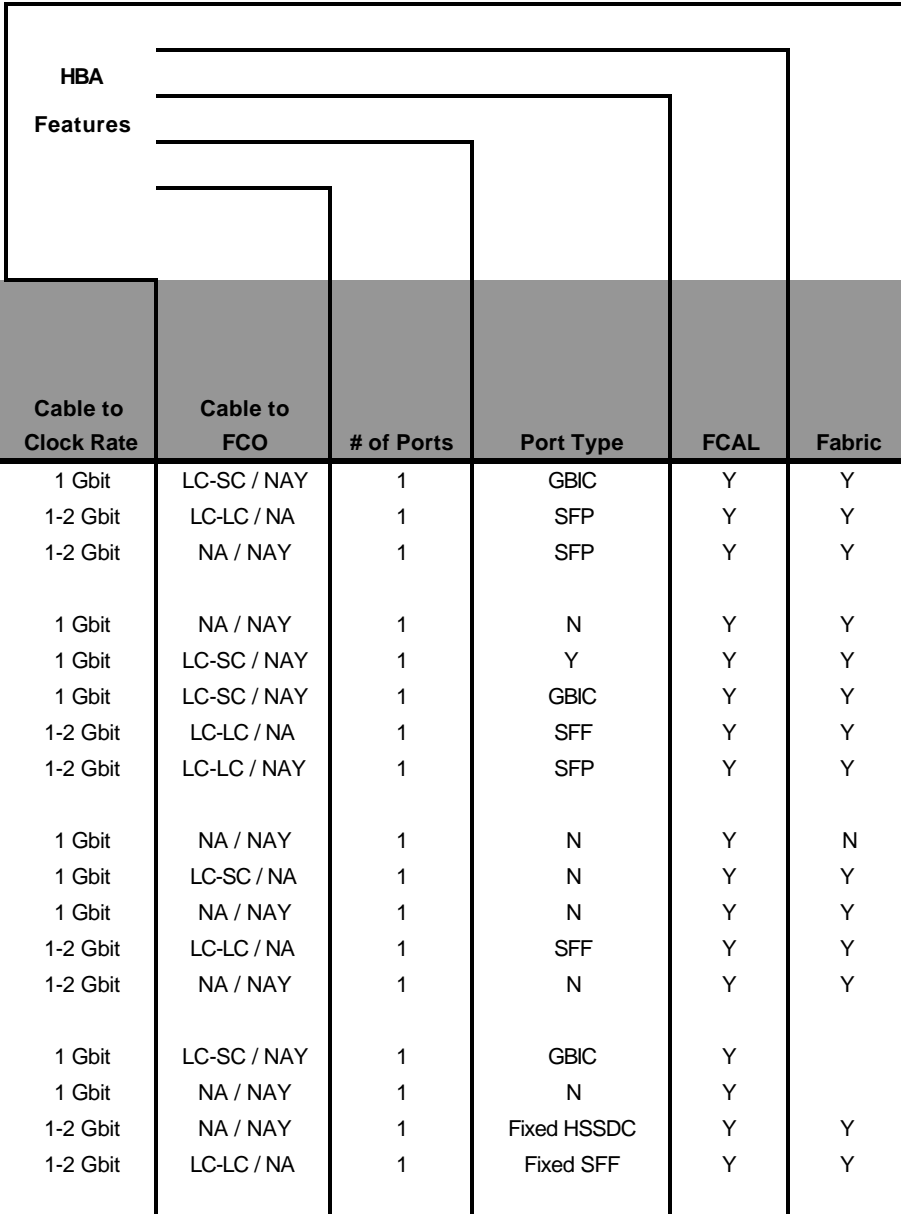 HBA
Features
Cable to Cable to
Clock Rate FCO # of Ports Port Type FCAL Fabric
1 Gbit LC-SC / NAY 1 GBIC Y Y
1-2 Gbit LC-LC / NA 1 SFP Y Y
1-2 Gbit NA / NAY 1 SFP Y Y
1 Gbit NA / NAY 1 N Y Y
1 Gbit LC-SC / NAY 1 Y Y Y
1 Gbit LC-SC / NAY 1 GBIC Y Y
1-2 Gbit LC-LC / NA 1 SFF Y Y
1-2 Gbit LC-LC / NAY 1 SFP Y Y
1 Gbit NA / NAY 1 N Y N
1 Gbit LC-SC / NA 1 N Y Y
1 Gbit NA / NAY 1 N Y Y
1-2 Gbit LC-LC / NA 1 SFF Y Y
1-2 Gbit NA / NAY 1 N Y Y
1 Gbit LC-SC / NAY 1 GBIC Y
1 Gbit NA / NAY 1 N Y
1-2 Gbit NA / NAY 1 Fixed HSSDC Y Y
1-2 Gbit LC-LC / NA 1 Fixed SFF Y Y